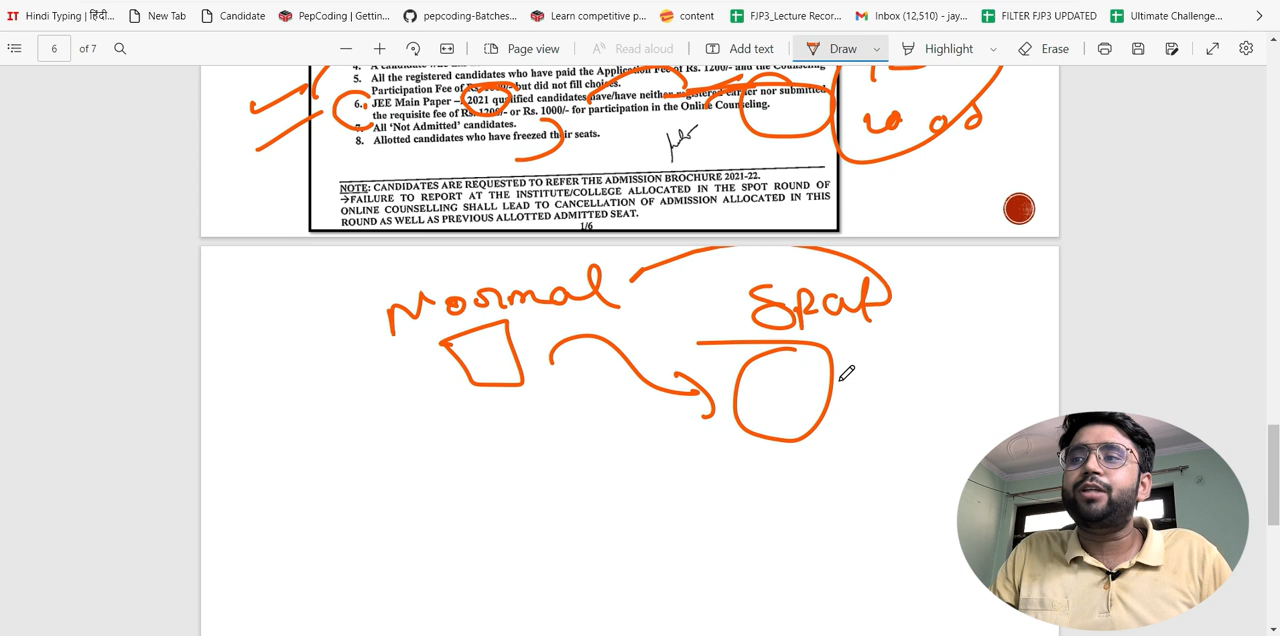 IT Hindi Typing | हिंदी... New Tab Candidate PepCoding | Gettin... pepcoding-Batches... Learn competitive p... content FJP3_Lecture Recor... Inbox (12,510) - jay... FILTER FJP3 UPDATED Ultimate Challenge...
6 of 7 Page view Read aloud Add text Draw Highlight Erase
4. A candidate
5. All the registered candidates who have paid the Application Fee of Rs. 1200/- and the Counseling
Participation Fee of but did not fill choices.
6. JEE Main Paper – 2021 qualified candidates have/have neither registered earlier nor submitted
the requisite fee of Rs. 1200/- or Rs. 1000/- for participation in the Online Counseling.
7. All 'Not Admitted' candidates.
8. Allotted candidates who have freezed their seats.
NOTE: CANDIDATES ARE REQUESTED TO REFER THE ADMISSION BROCHURE 2021-22.
→FAILURE TO REPORT AT THE INSTITUTE/COLLEGE ALLOCATED IN THE SPOT ROUND OF
ONLINE COUNSELLING SHALL LEAD TO CANCELLATION OF ADMISSION ALLOCATED IN THIS
ROUND AS WELL AS PREVIOUS ALLOTTED ADMITTED SEAT.
1/6
Normal Spot